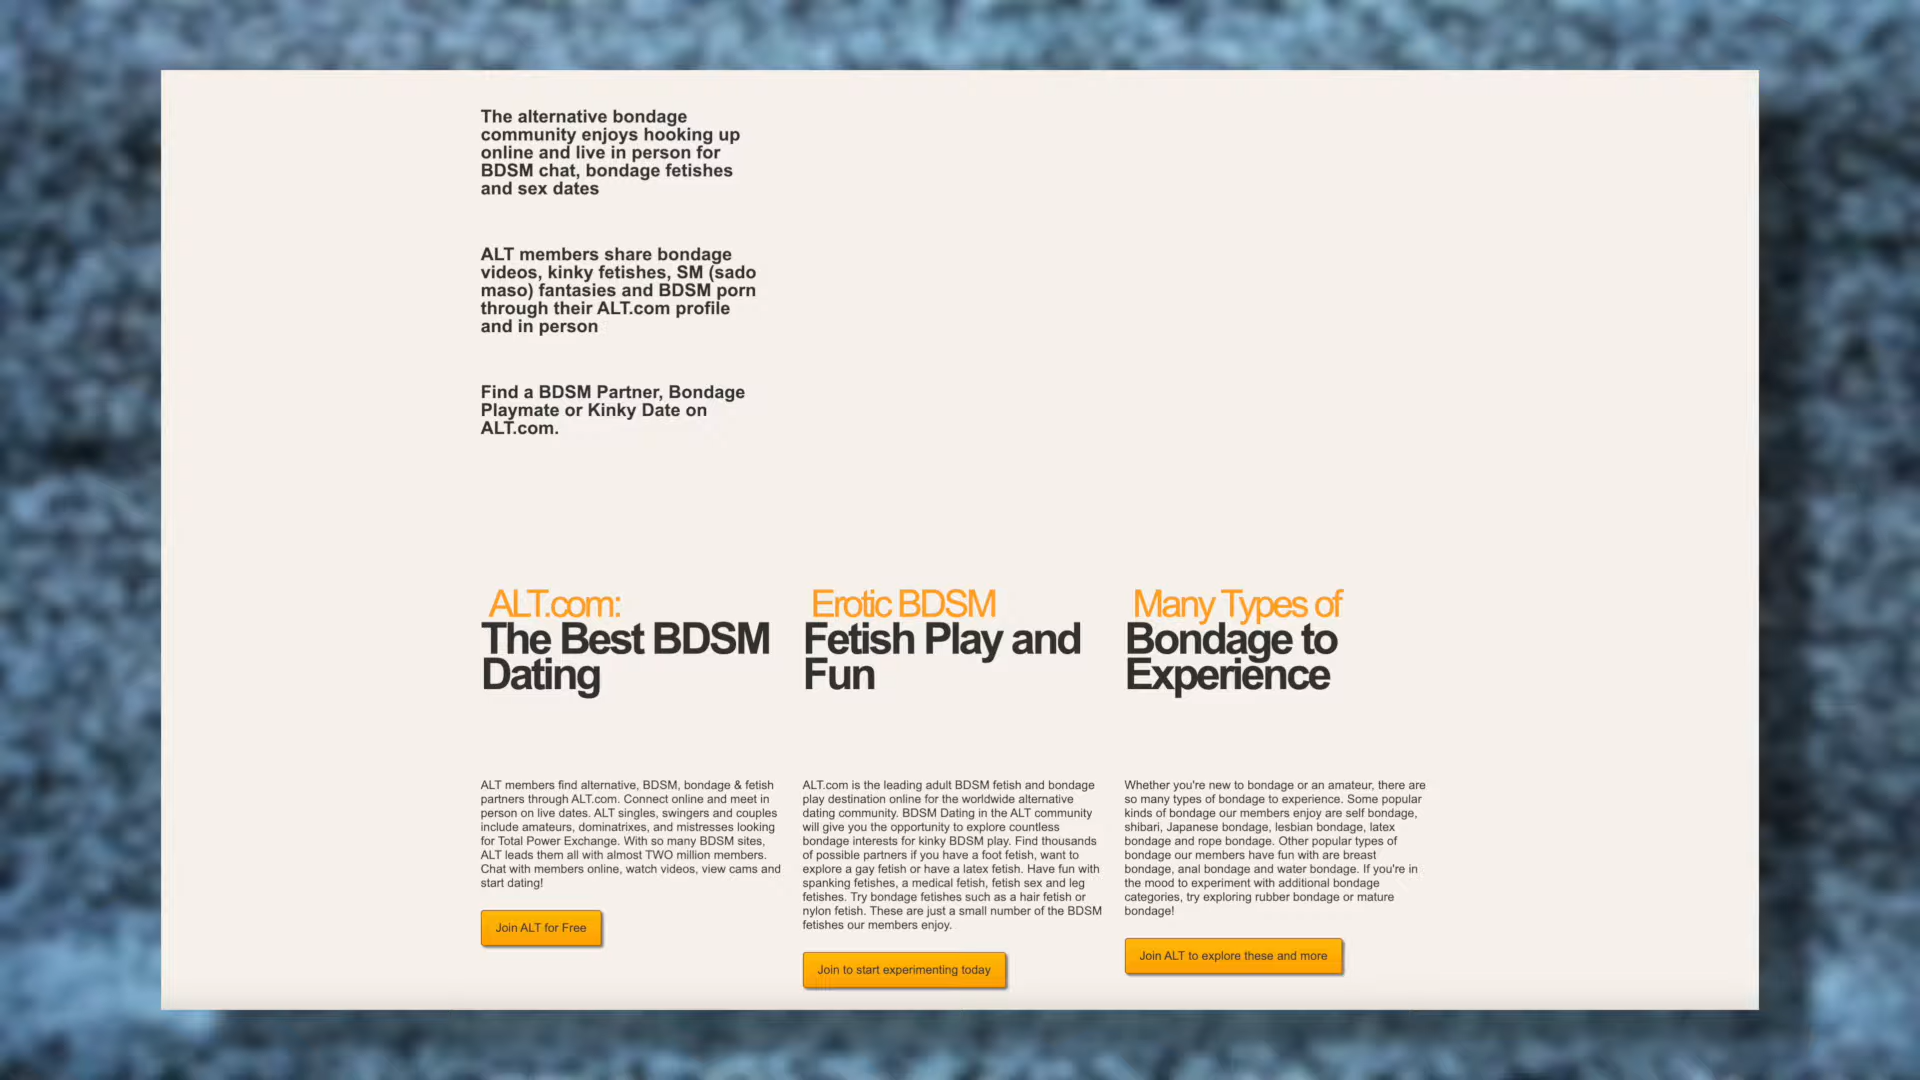 The alternative bondage
community enjoys hooking up
online and live in person for
BDSM chat, bondage fetishes
and sex dates
ALT members share bondage
videos, kinky fetishes, SM (sado
maso) fantasies and BDSM porn
through their ALT.com profile
and in person
Find a BDSM Partner, Bondage
Playmate or Kinky Date on
ALT.com.
ALT.com:
The Best BDSM
Dating
ALT members find alternative, BDSM, bondage & fetish
partners through ALT.com. Connect online and meet in
person on live dates. ALT singles, swingers and couples
include amateurs, dominatrixes, and mistresses looking
for Total Power Exchange. With so many BDSM sites,
ALT leads them all with almost TWO million members.
Chat with members online, watch videos, view cams and
start dating!
Join ALT for Free
Erotic BDSM
Fetish Play and
Fun
ALT.com is the leading adult BDSM fetish and bondage
play destination online for the worldwide alternative
dating community. BDSM Dating in the ALT community
will give you the opportunity to explore countless
bondage interests for kinky BDSM play. Find thousands
of possible partners if you have a foot fetish, want to
explore a gay fetish or have a latex fetish. Have fun with
spanking fetishes, a medical fetish, fetish sex and leg
fetishes. Try bondage fetishes such as a hair fetish or
nylon fetish. These are just a small number of the BDSM
fetishes our members enjoy.
Join to start experimenting today
Many Types of
Bondage to
Experience
Whether you're new to bondage or an amateur, there are
so many types of bondage to experience. Some popular
kinds of bondage our members enjoy are self bondage,
shibari, Japanese bondage, lesbian bondage, latex
bondage and rope bondage. Other popular types of
bondage our members have fun with are breast
bondage, anal bondage and water bondage. If you're in
the mood to experiment with additional bondage
categories, try exploring rubber bondage or mature
bondage!
Join ALT to explore these and more